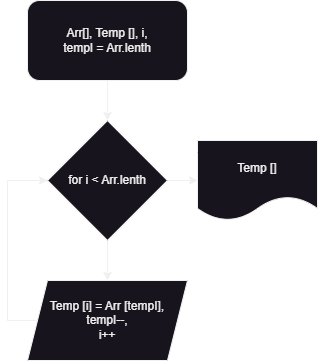 Arr[], Temp [], i,
templ = Arr.lenth
for i < Arr.lenth
Temp []
Temp [i] = Arr [templ],
templ--,
i++